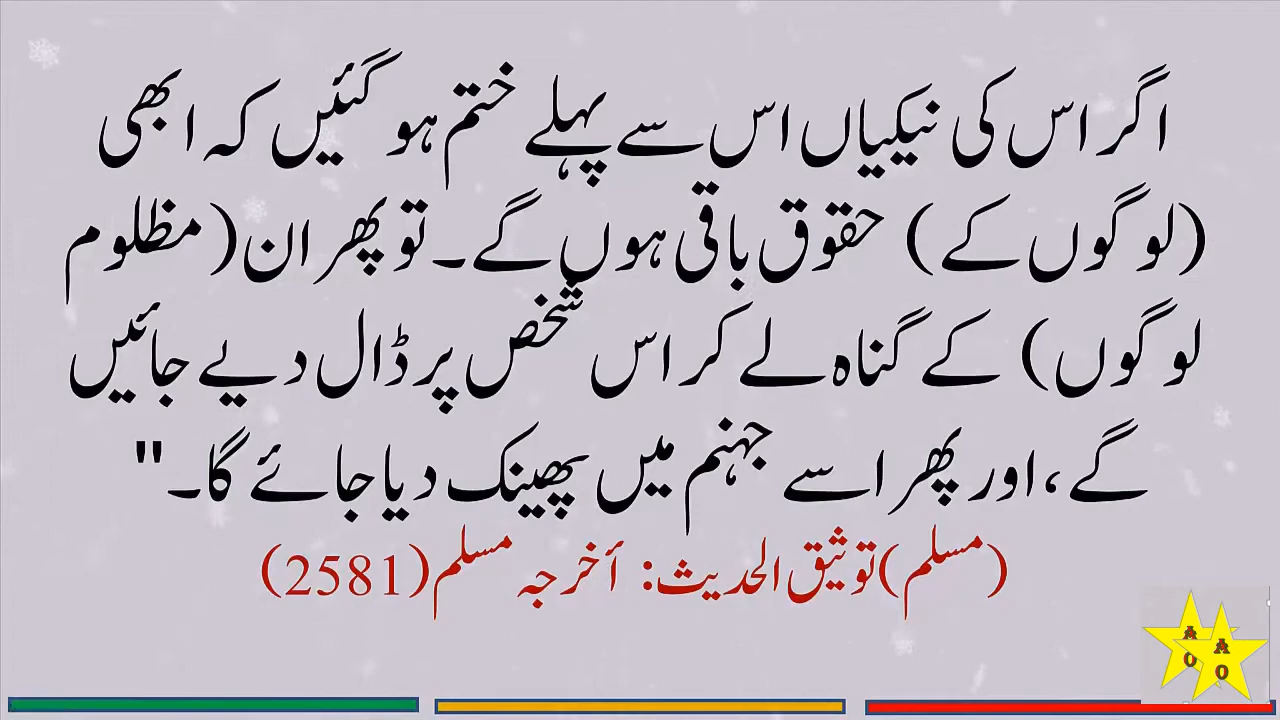 اگر اس کی نیکیاں اس سے پہلے ختم ہو گئیں کہ ابھی
(لوگوں کے) حقوق باقی ہوں گے۔ تو پھر ان (مظلوم
لوگوں) کے گناہ لے کر اس شخص پر ڈال دیے جائیں
گے، اور پھر اسے جہنم میں پھینک دیا جائے گا۔"
(مسلم) توثیق الحدیث: أخرجہ مسلم (2581)
A A
O O